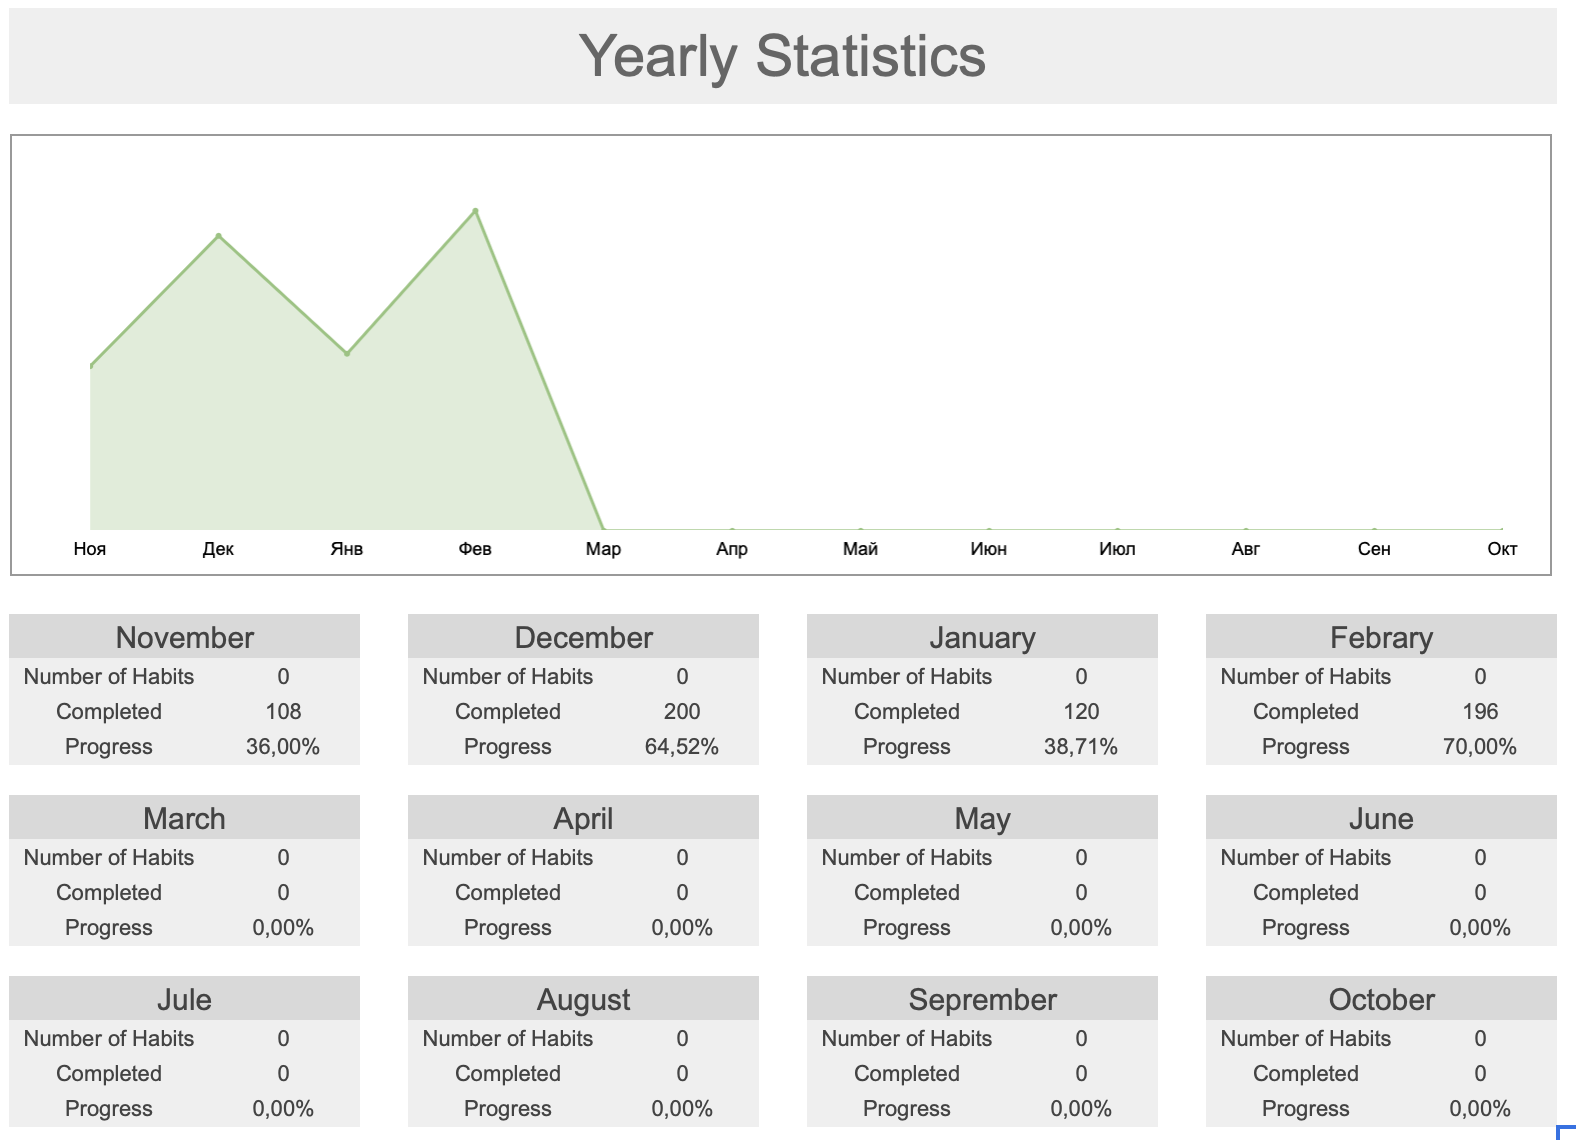 Yearly Statistics
Ноя Дек Янв Фев Мар Апр Май Июн Июл Авг Сен Окт
November December January Febrary
Number of Habits 0 Number of Habits 0 Number of Habits 0 Number of Habits 0
Completed 108 Completed 200 Completed 120 Completed 196
Progress 36,00% Progress 64,52% Progress 38,71% Progress 70,00%
March April May June
Number of Habits 0 Number of Habits 0 Number of Habits 0 Number of Habits 0
Completed 0 Completed 0 Completed 0 Completed 0
Progress 0,00% Progress 0,00% Progress 0,00% Progress 0,00%
Jule August Seprember October
Number of Habits 0 Number of Habits 0 Number of Habits 0 Number of Habits 0
Completed 0 Completed 0 Completed 0 Completed 0
Progress 0,00% Progress 0,00% Progress 0,00% Progress 0,00%